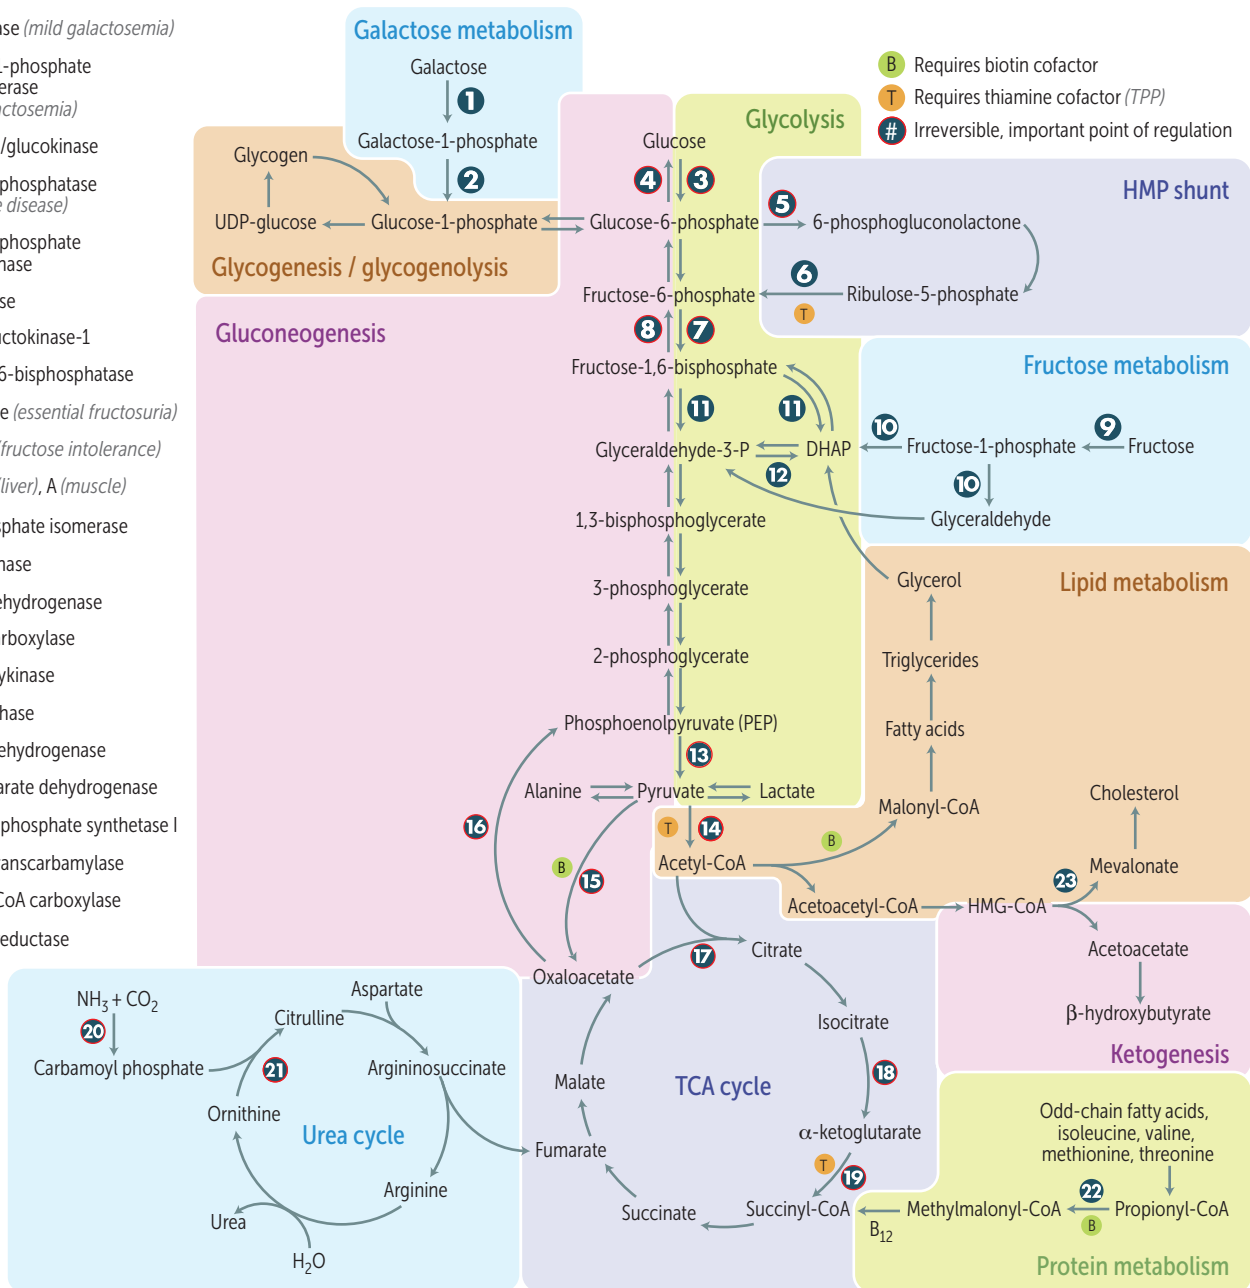 ase (mild galactosemia)
1-phosphate
erase
actosemia)
/glucokinase
phosphatase
e disease)
phosphate
nase
se
uctokinase-1
6-bisphosphatase
e (essential fructosuria)
(fructose intolerance)
(liver), A (muscle)
sphate isomerase
nase
ehydrogenase
rboxylase
ykinase
hase
ehydrogenase
arate dehydrogenase
phosphate synthetase I
ranscarbamylase
CoA carboxylase
eductase
Galactose metabolism
Galactose
1
Galactose-1-phosphate
2
B Requires biotin cofactor
T Requires thiamine cofactor (TPP)
# Irreversible, important point of regulation
Glycolysis
Glucose
4 3
Glycogen
UDP-glucose Glucose-1-phosphate Glucose-6-phosphate 5 6-phosphogluconolactone
HMP shunt
Glycogenesis / glycogenolysis
6
Fructose-6-phosphate Ribulose-5-phosphate
T
Gluconeogenesis
8 7
Fructose-1,6-bisphosphate
Fructose metabolism
11 11
Glyceraldehyde-3-P DHAP 10 Fructose-1-phosphate 9 Fructose
12 10
1,3-bisphosphoglycerate Glyceraldehyde
3-phosphoglycerate Glycerol
Lipid metabolism
2-phosphoglycerate Triglycerides
Phosphoenolpyruvate (PEP) Fatty acids
13
Alanine Pyruvate Lactate
Malonyl-CoA Cholesterol
16 T 14 B
B 15 Acetyl-CoA Mevalonate
23
Acetoacetyl-CoA HMG-CoA
Acetoacetate
β-hydroxybutyrate
Ketogenesis
Oxaloacetate 17 Citrate
Isocitrate
18
Malate TCA cycle
α-ketoglutarate
T 19
Fumarate
Succinate Succinyl-CoA
NH3 + CO2 Aspartate
20 Citrulline
Carbamoyl phosphate 21 Argininosuccinate
Ornithine
Urea cycle
Arginine
Urea
H2O
Odd-chain fatty acids,
isoleucine, valine,
methionine, threonine
22
B12 Methylmalonyl-CoA B Propionyl-CoA
Protein metabolism